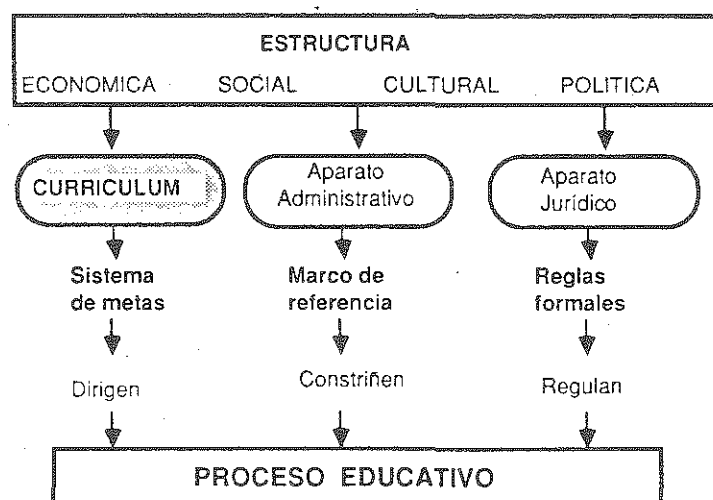 ESTRUCTURA
ECONOMICA SOCIAL CULTURAL POLITICA
CURRICULUM
Aparato
Administrativo
Aparato
Jurídico
Sistema
de metas
Marco de
referencia
Reglas
formales
Dirigen
Constriñen
Regulan
PROCESO EDUCATIVO